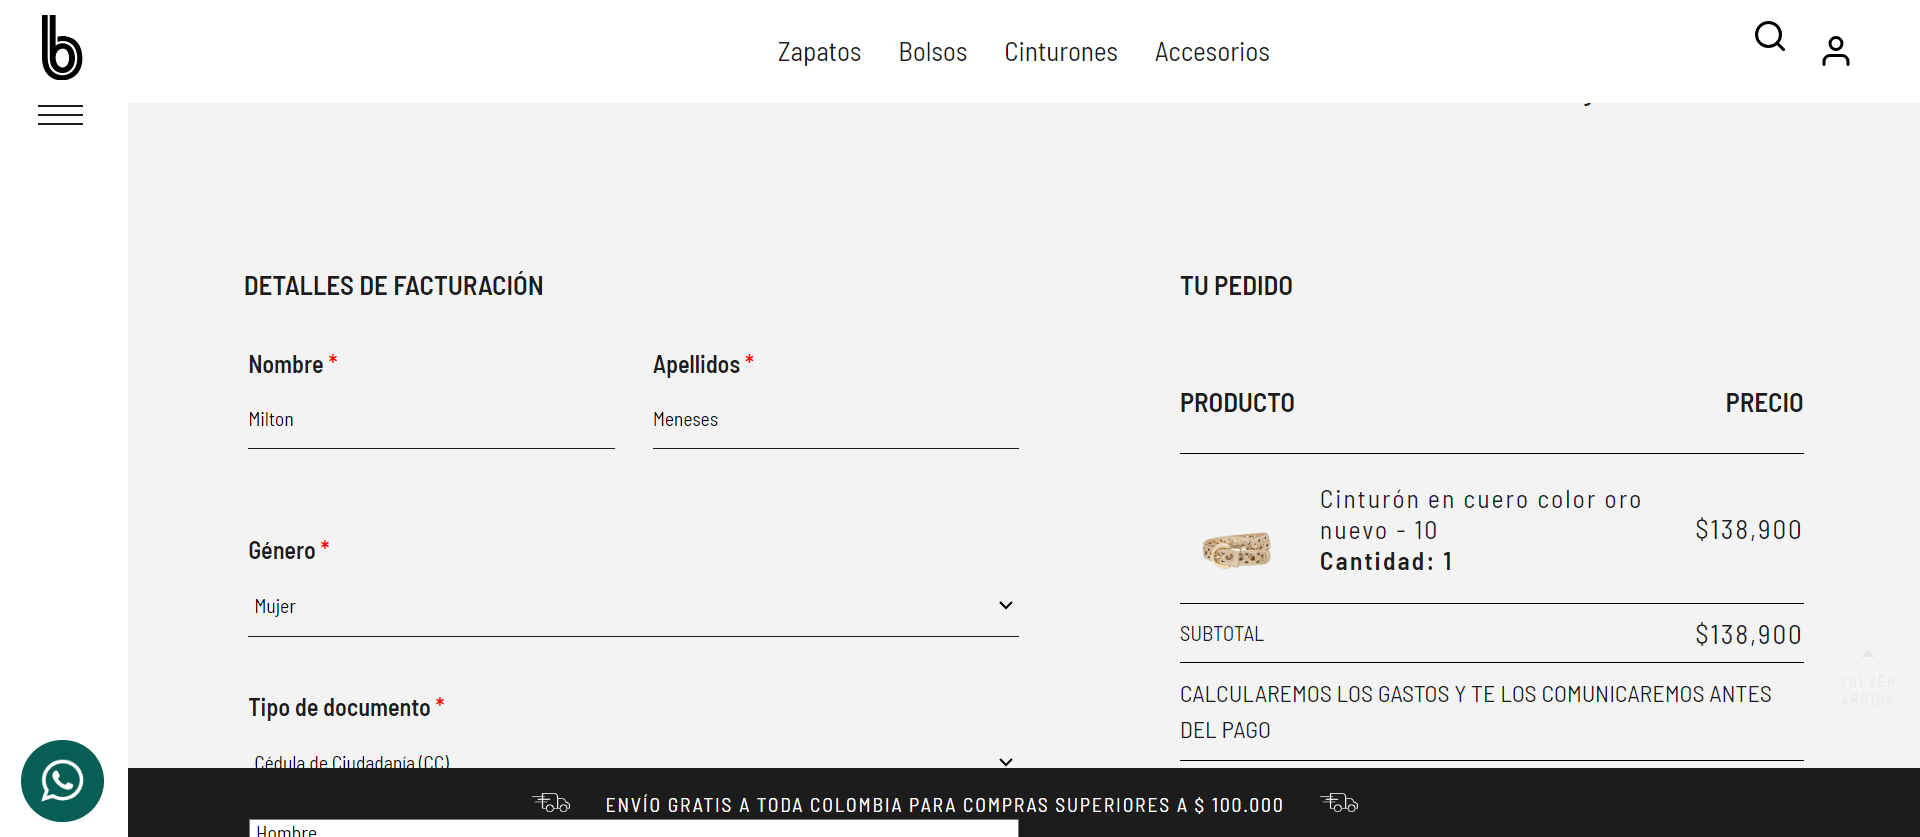 b
Zapatos Bolsos Cinturones Accesorios
DETALLES DE FACTURACIÓN
Nombre *
Apellidos *
Milton
Meneses
Género *
Mujer
Tipo de documento *
Cédula de Ciudadanía (CC)
TU PEDIDO
PRODUCTO PRECIO
Cinturón en cuero color oro
nuevo - 10
Cantidad: 1
$138,900
SUBTOTAL $138,900
CALCULAREMOS LOS GASTOS Y TE LOS COMUNICAREMOS ANTES
DEL PAGO
VOLVER
ARRIBA
ENVÍO GRATIS A TODA COLOMBIA PARA COMPRAS SUPERIORES A $ 100.000
Hombre